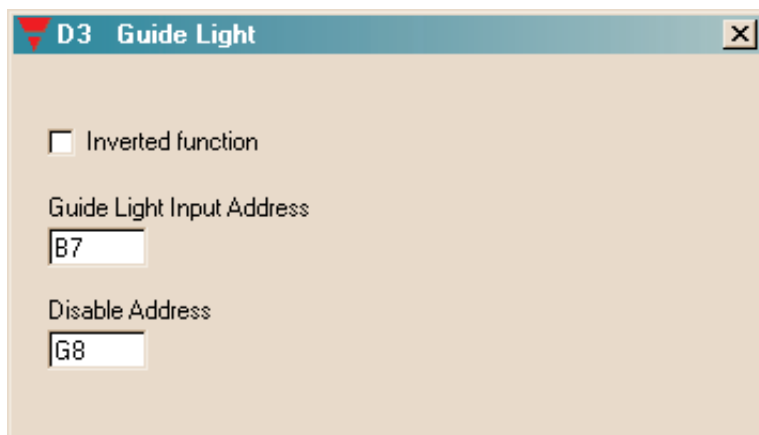 D3 Guide Light
Inverted function
Guide Light Input Address
B7
Disable Address
G8